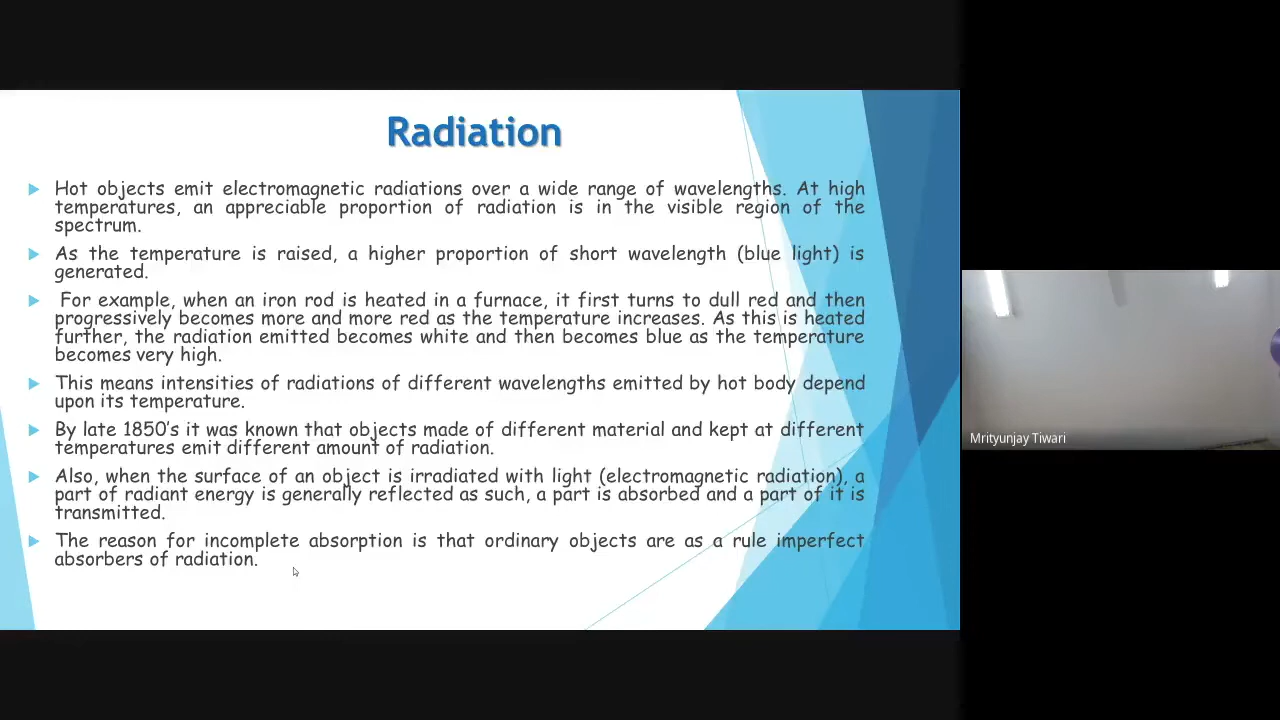 Radiation
Hot objects emit electromagnetic radiations over a wide range of wavelengths. At high
temperatures, an appreciable proportion of radiation is in the visible region of the
spectrum.
As the temperature is raised, a higher proportion of short wavelength (blue light) is
generated.
For example, when an iron rod is heated in a furnace, it first turns to dull red and then
progressively becomes more and more red as the temperature increases. As this is heated
further, the radiation emitted becomes white and then becomes blue as the temperature
becomes very high.
This means intensities of radiations of different wavelengths emitted by hot body depend
upon its temperature.
By late 1850's it was known that objects made of different material and kept at different
temperatures emit different amount of radiation.
Also, when the surface of an object is irradiated with light (electromagnetic radiation), a
part of radiant energy is generally reflected as such, a part is absorbed and a part of it is
transmitted.
The reason for incomplete absorption is that ordinary objects are as a rule imperfect
absorbers of radiation.
Mrityunjay Tiwari